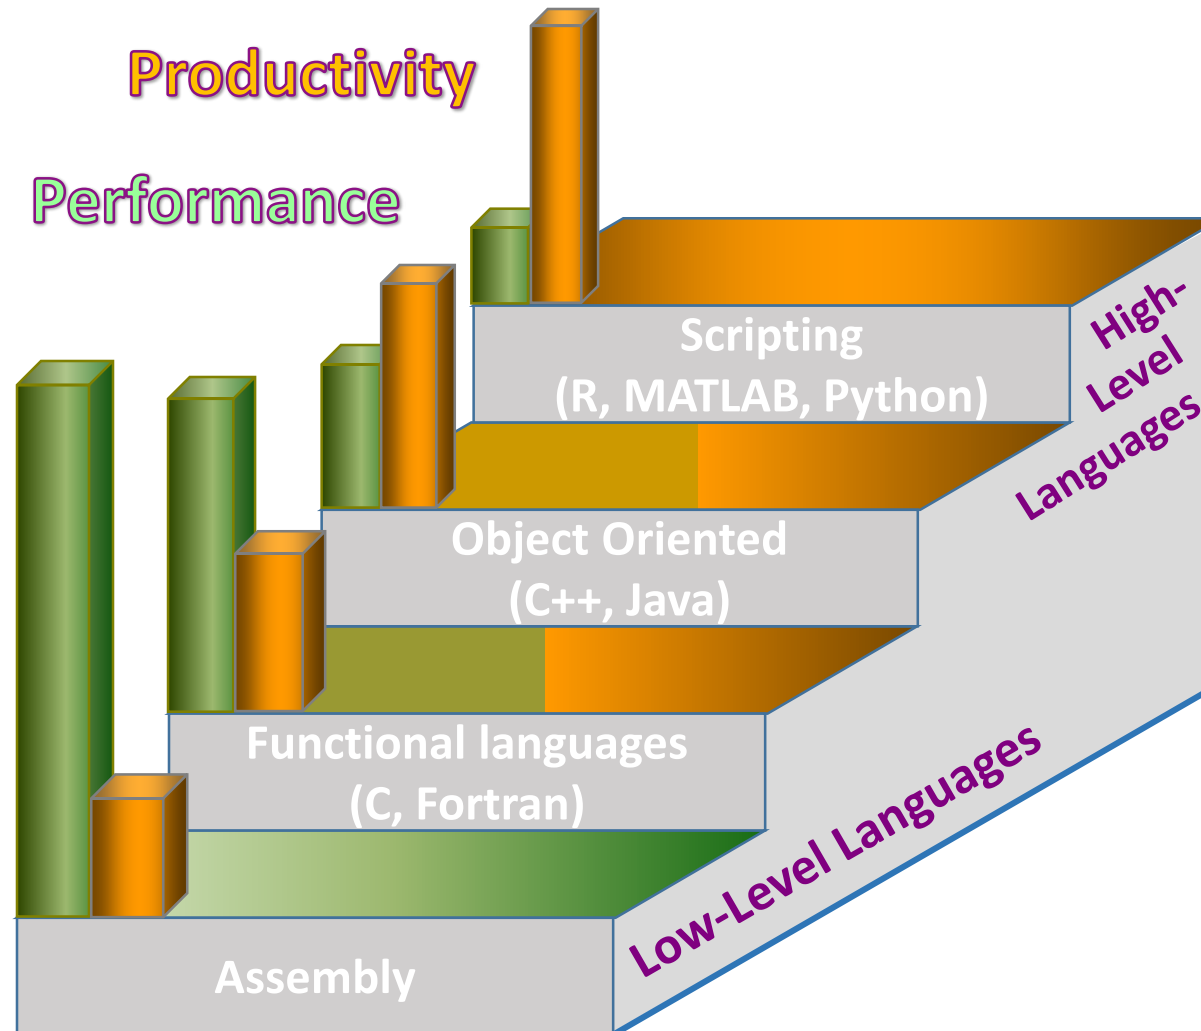 Productivity
Performance
Scripting
(R, MATLAB, Python)
High-
Level
Languages
Object Oriented
(C++, Java)
Functional languages
(C, Fortran)
Low-Level Languages
Assembly